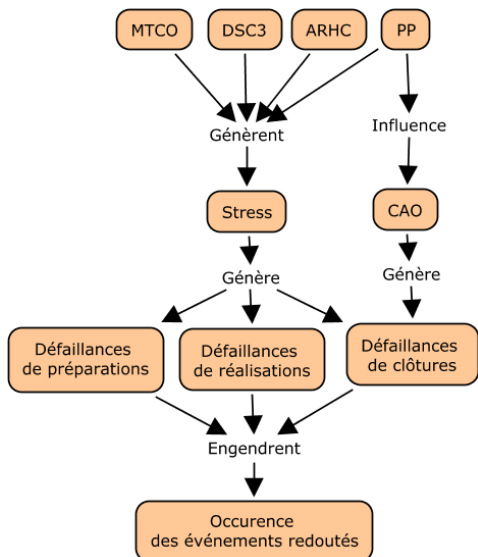 MTCO DSC3 ARHC PP
Génèrent
Influence
Stress
CAO
Génère
Génère
Défaillances
de préparations
Défaillances
de réalisations
Défaillances
de clôtures
Engendrent
Occurence
des événements redoutés